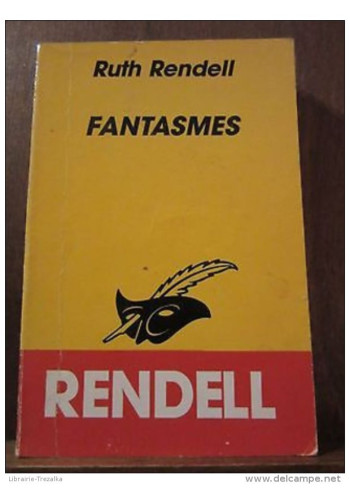 Ruth Rendell
FANTASMES
RENDELL
Librairie-Trezalka
www.delcampe.net